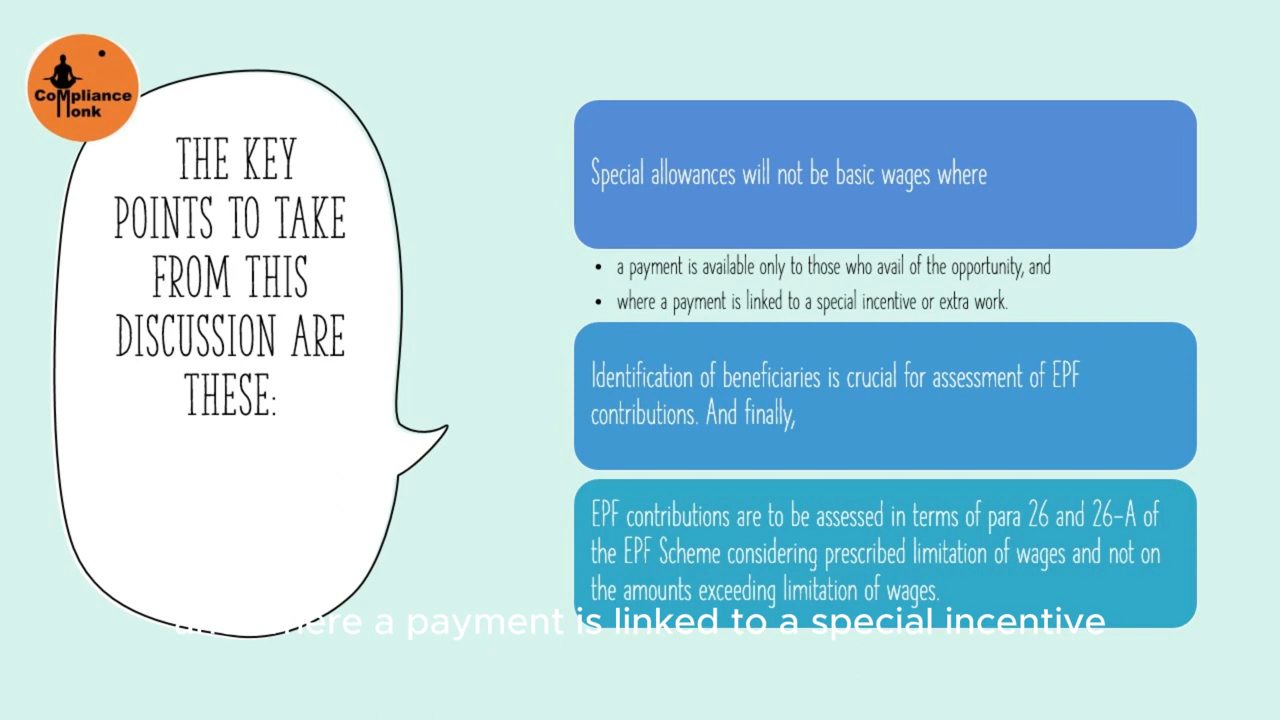 Compliance
Monk
THE KEY
POINTS TO TAKE
FROM THIS
DISCUSSION ARE
THESE:
Special allowances will not be basic wages where
• a payment is available only to those who avail of the opportunity, and
• where a payment is linked to a special incentive or extra work.
Identification of beneficiaries is crucial for assessment of EPF
contributions. And finally,
EPF contributions are to be assessed in terms of para 26 and 26-A of
the EPF Scheme considering prescribed limitation of wages and not on
the amounts exceeding limitation of wages.
a payment is linked to a special incentive